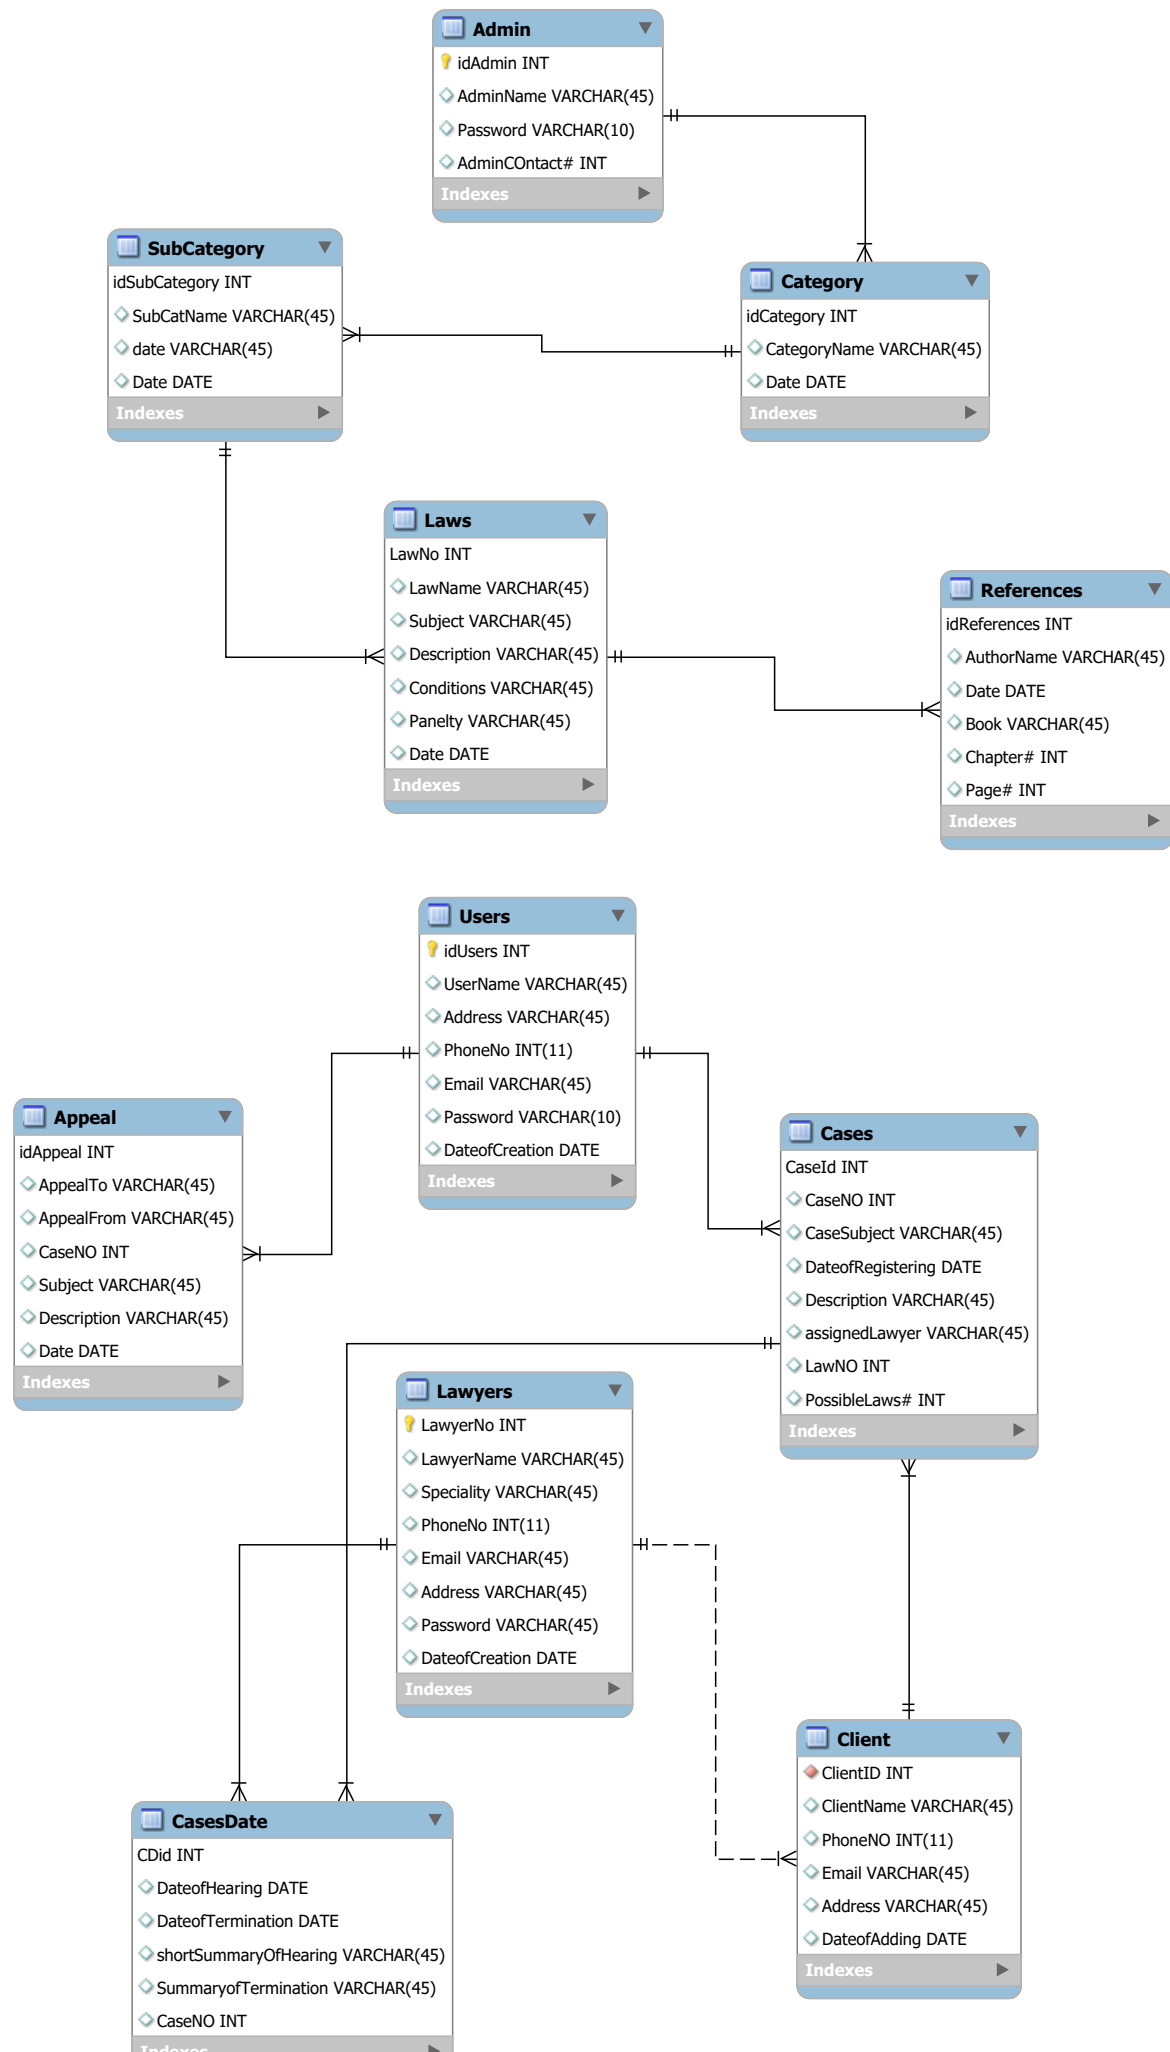 Admin
idAdmin INT
AdminName VARCHAR(45)
Password VARCHAR(10)
AdminCOntact# INT
Indexes
SubCategory
idSubCategory INT
SubCatName VARCHAR(45)
date VARCHAR(45)
Date DATE
Indexes
Category
idCategory INT
CategoryName VARCHAR(45)
Date DATE
Indexes
Laws
LawNo INT
LawName VARCHAR(45)
Subject VARCHAR(45)
Description VARCHAR(45)
Conditions VARCHAR(45)
Panelty VARCHAR(45)
Date DATE
Indexes
References
idReferences INT
AuthorName VARCHAR(45)
Date DATE
Book VARCHAR(45)
Chapter# INT
Page# INT
Indexes
Users
idUsers INT
UserName VARCHAR(45)
Address VARCHAR(45)
PhoneNo INT(11)
Email VARCHAR(45)
Password VARCHAR(10)
DateofCreation DATE
Indexes
Appeal
idAppeal INT
AppealTo VARCHAR(45)
AppealFrom VARCHAR(45)
CaseNO INT
Subject VARCHAR(45)
Description VARCHAR(45)
Date DATE
Indexes
Cases
CaseId INT
CaseNO INT
CaseSubject VARCHAR(45)
DateofRegistering DATE
Description VARCHAR(45)
assignedLawyer VARCHAR(45)
LawNO INT
PossibleLaws# INT
Indexes
Lawyers
LawyerNo INT
LawyerName VARCHAR(45)
Speciality VARCHAR(45)
PhoneNo INT(11)
Email VARCHAR(45)
Address VARCHAR(45)
Password VARCHAR(45)
DateofCreation DATE
Indexes
Client
ClientID INT
ClientName VARCHAR(45)
PhoneNO INT(11)
Email VARCHAR(45)
Address VARCHAR(45)
DateofAdding DATE
Indexes
CasesDate
CDid INT
DateofHearing DATE
DateofTermination DATE
shortSummaryOfHearing VARCHAR(45)
SummaryofTermination VARCHAR(45)
CaseNO INT
Indexes